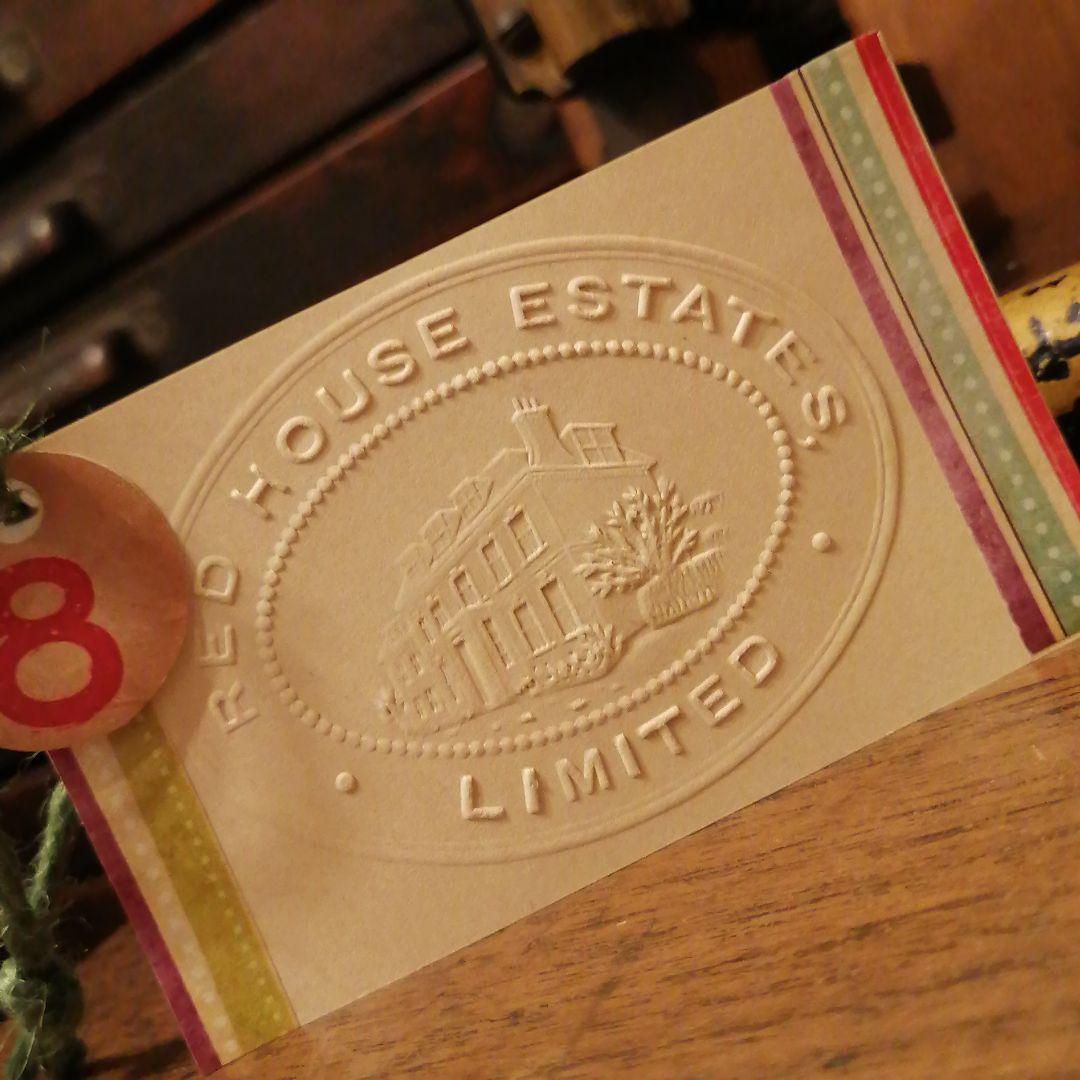 RED HOUSE ESTATES,
LIMITED
8